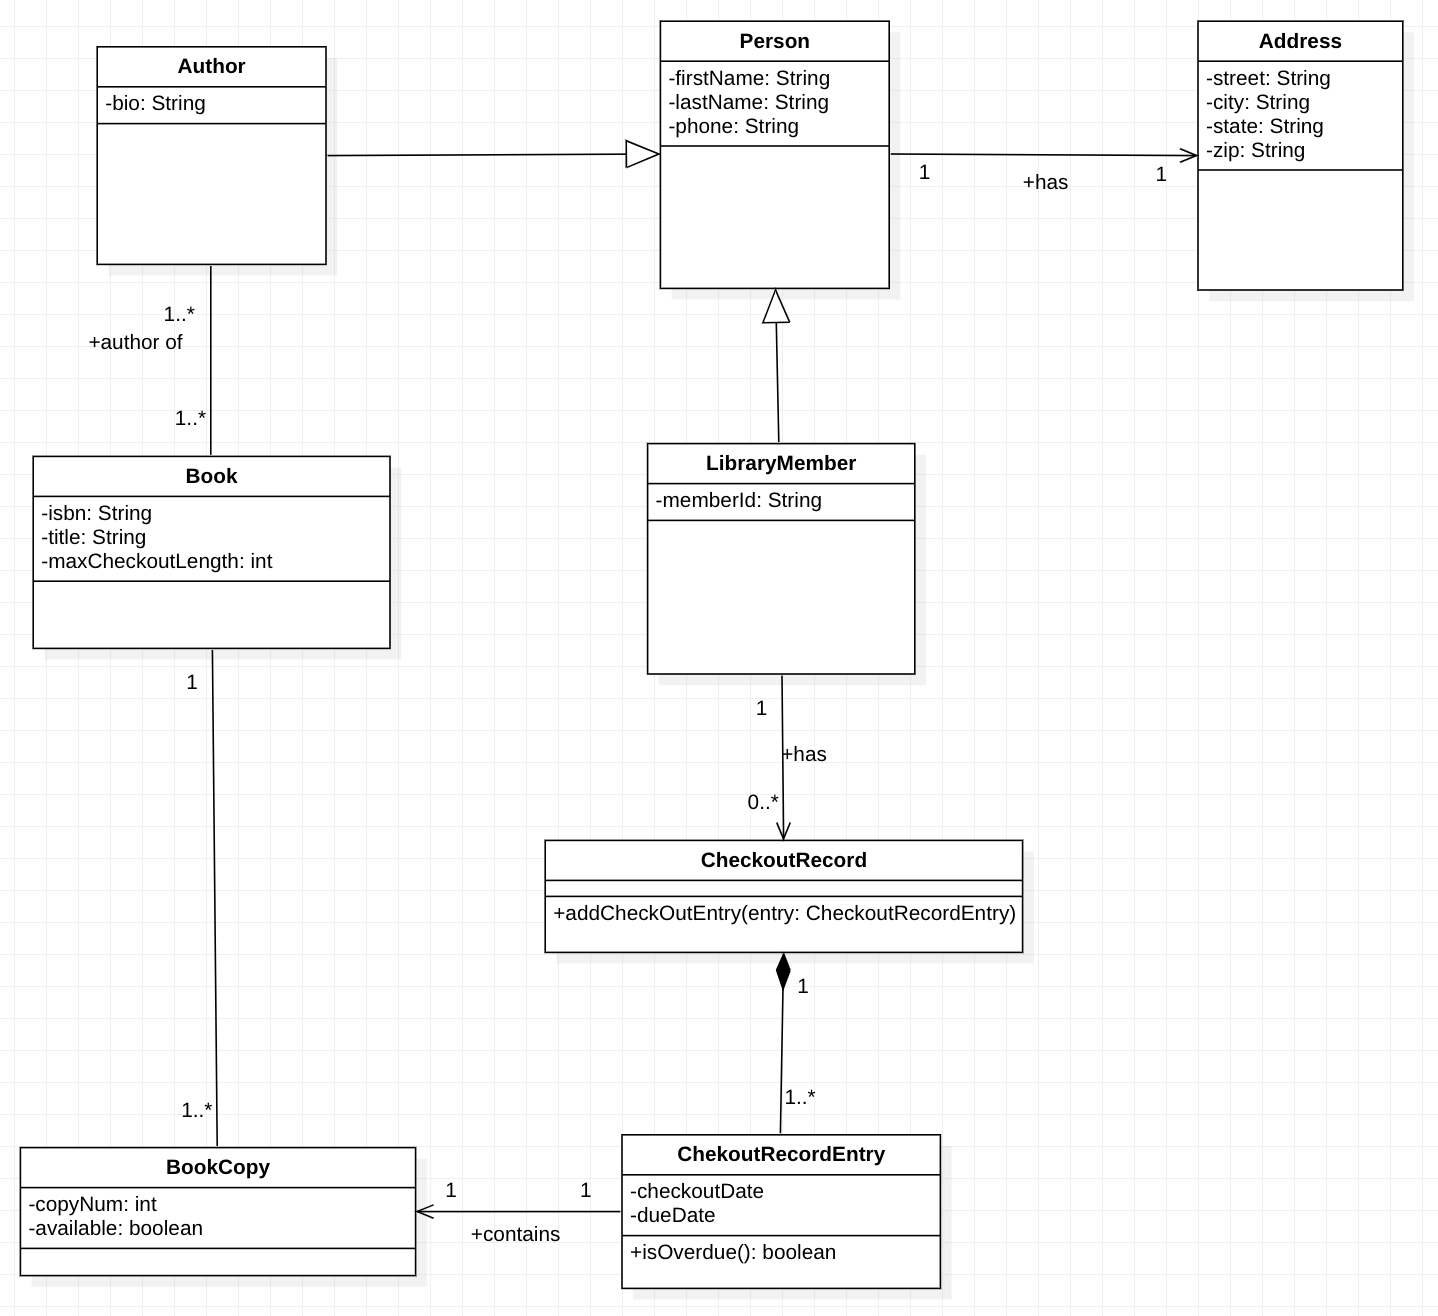 Author
-bio: String
Person
-firstName: String
-lastName: String
-phone: String
Address
-street: String
-city: String
-state: String
-zip: String
1
+has
1
1..*
+author of
1..*
Book
-isbn: String
-title: String
-maxCheckoutLength: int
LibraryMember
-memberId: String
1
1
+has
0..*
CheckoutRecord
+addCheckOutEntry(entry: CheckoutRecordEntry)
1
1..*
1..*
BookCopy
-copyNum: int
-available: boolean
1
1
+contains
ChekoutRecordEntry
-checkoutDate
-dueDate
+isOverdue(): boolean